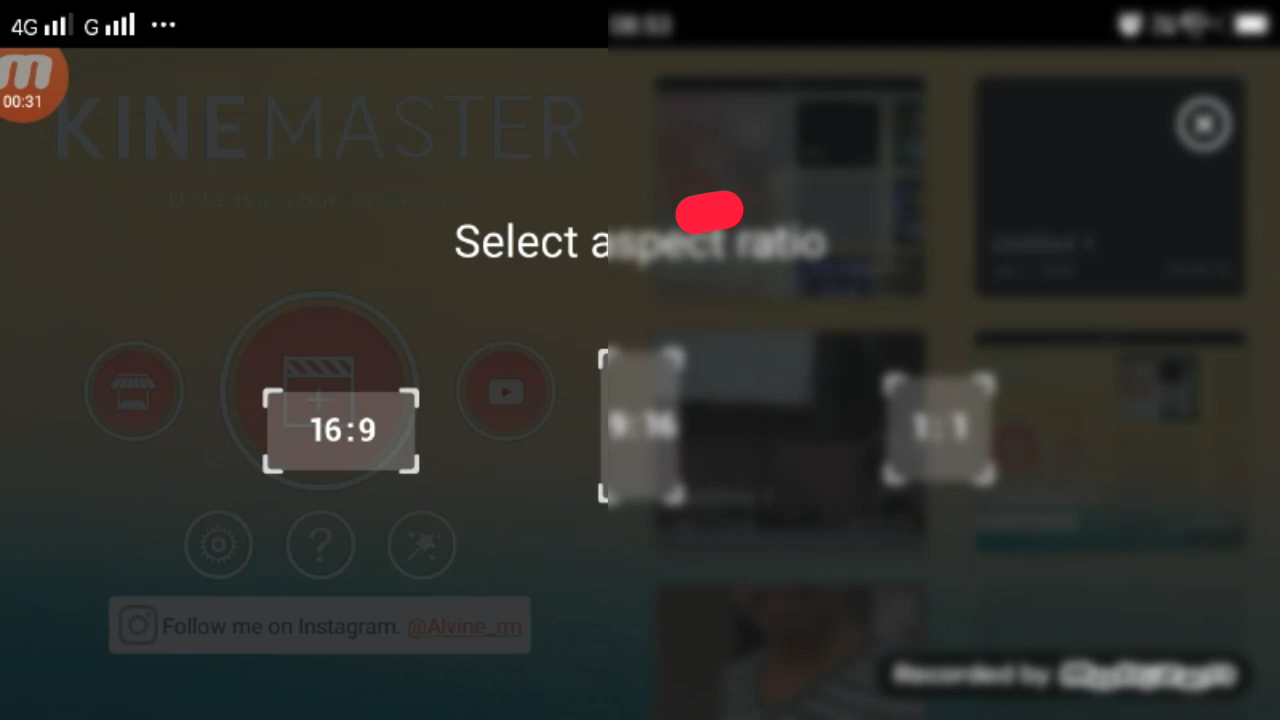 4G G ...
00:31
KINEMASTER
Select aspect ratio
16:9
9:16
1:1
Follow me on Instagram. @Alvine_rm
Recorded by